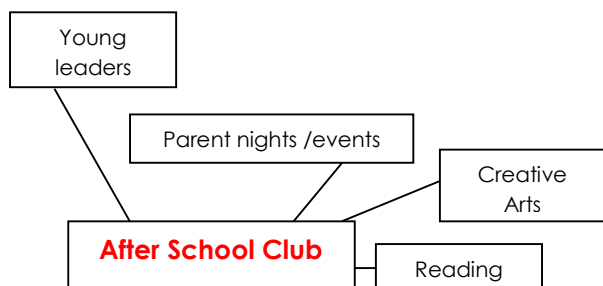 Young
leaders
Parent nights /events
Creative
Arts
After School Club
Reading